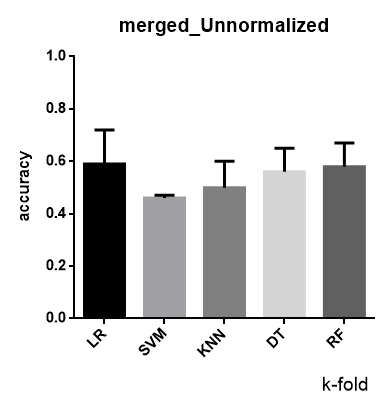 merged_Unnormalized
accuracy
1.0
0.8
0.6
0.4
0.2
0.0
LR
SVM
KNN
DT
RF
k-fold